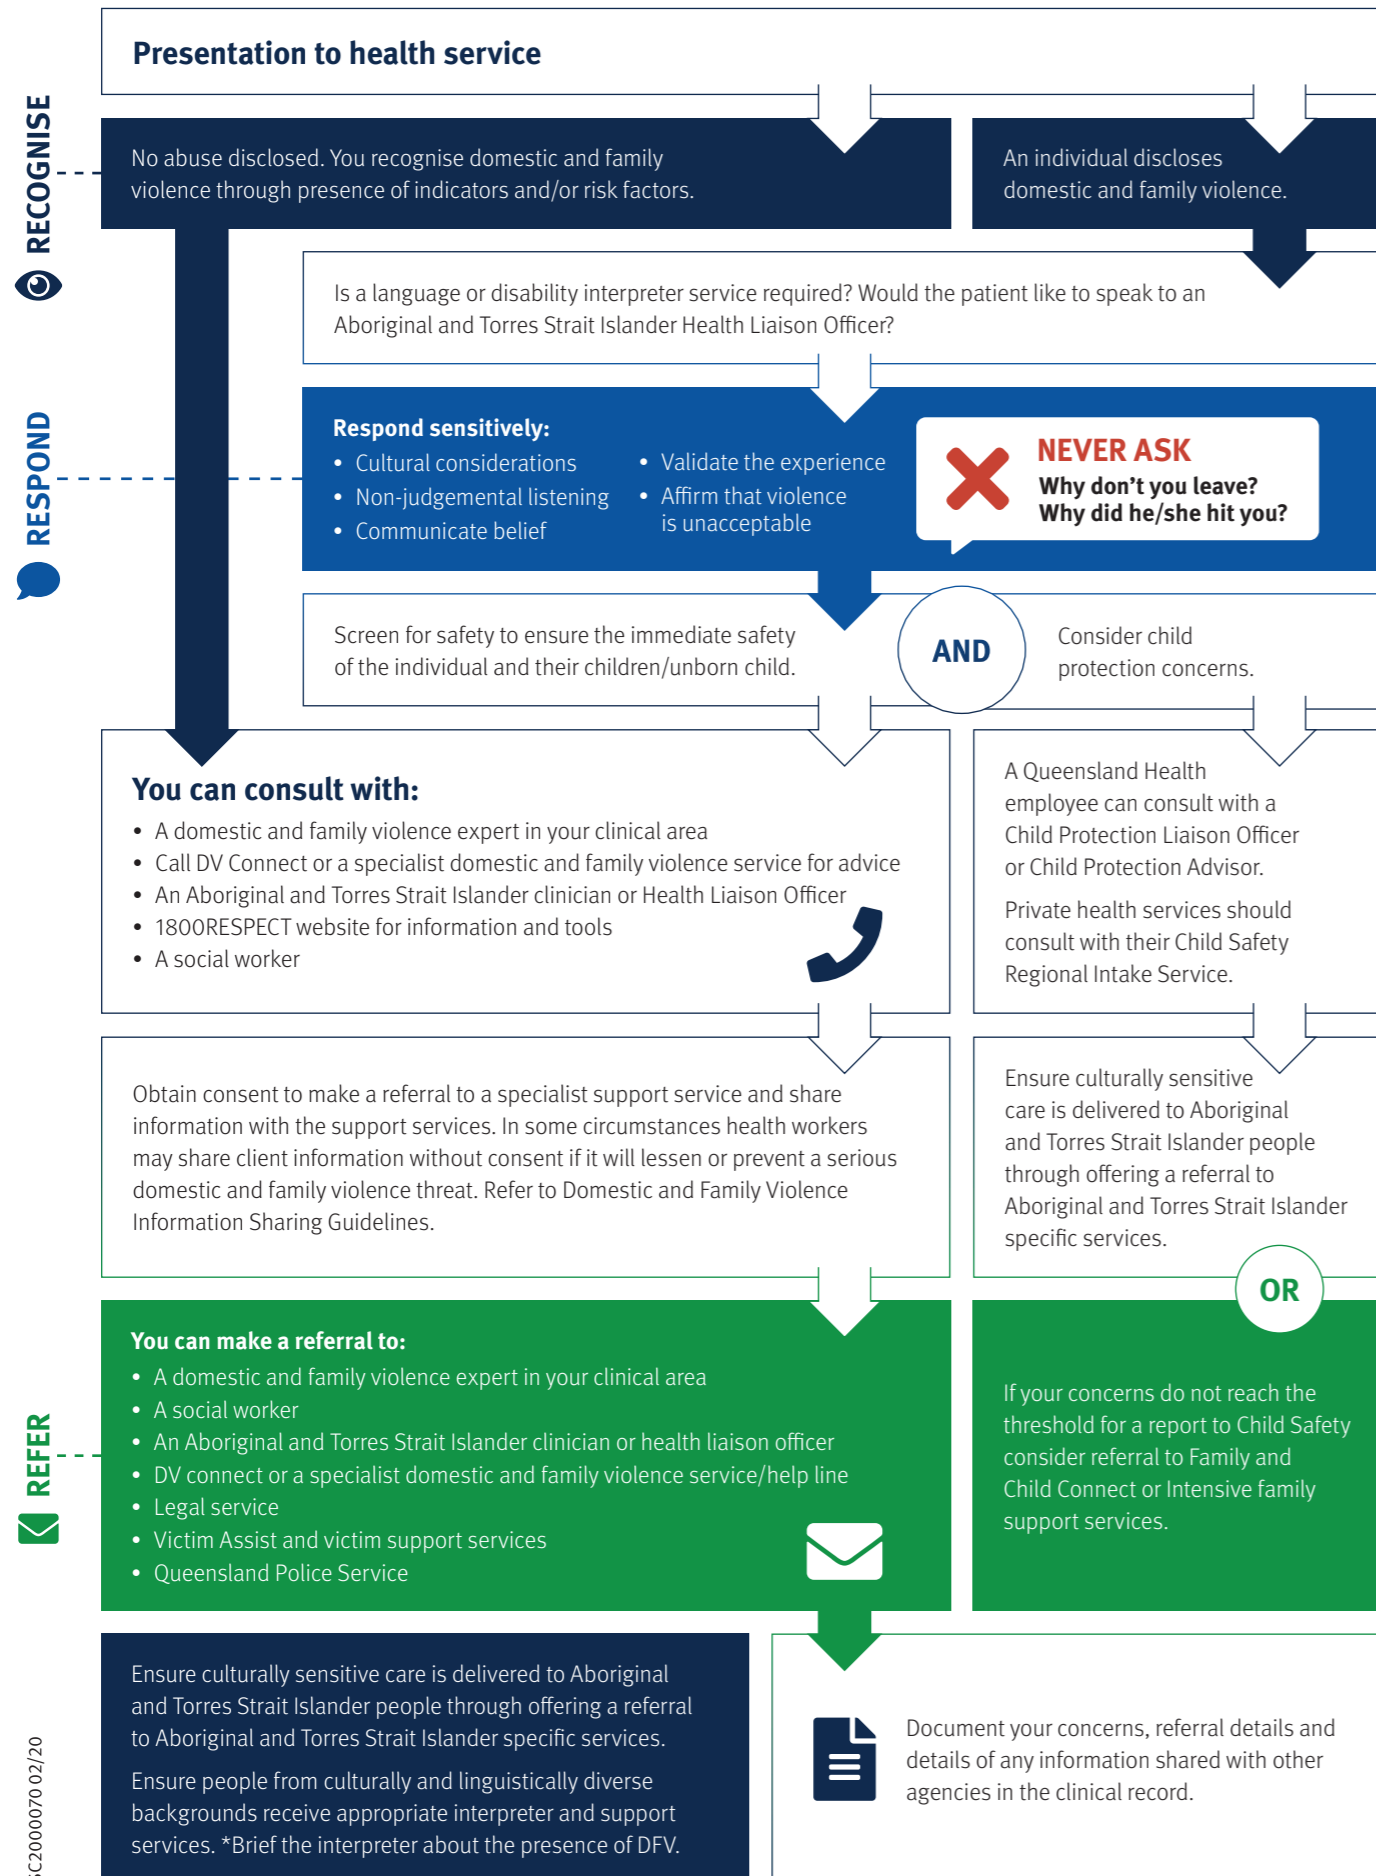 Presentation to health service
RECOGNISE
No abuse disclosed. You recognise domestic and family
violence through presence of indicators and/or risk factors.
An individual discloses
domestic and family violence.
Is a language or disability interpreter service required? Would the patient like to speak to an
Aboriginal and Torres Strait Islander Health Liaison Officer?
RESPOND
Respond sensitively:
• Cultural considerations
• Non-judgemental listening
• Communicate belief
• Validate the experience
• Affirm that violence
is unacceptable
NEVER ASK
Why don't you leave?
Why did he/she hit you?
Screen for safety to ensure the immediate safety
of the individual and their children/unborn child.
AND
Consider child
protection concerns.
You can consult with:
• A domestic and family violence expert in your clinical area
• Call DV Connect or a specialist domestic and family violence service for advice
• An Aboriginal and Torres Strait Islander clinician or Health Liaison Officer
• 1800RESPECT website for information and tools
• A social worker
A Queensland Health
employee can consult with a
Child Protection Liaison Officer
or Child Protection Advisor.
Private health services should
consult with their Child Safety
Regional Intake Service.
Obtain consent to make a referral to a specialist support service and share
information with the support services. In some circumstances health workers
may share client information without consent if it will lessen or prevent a serious
domestic and family violence threat. Refer to Domestic and Family Violence
Information Sharing Guidelines.
Ensure culturally sensitive
care is delivered to Aboriginal
and Torres Strait Islander people
through offering a referral to
Aboriginal and Torres Strait Islander
specific services.
OR
REFER
You can make a referral to:
• A domestic and family violence expert in your clinical area
• A social worker
• An Aboriginal and Torres Strait Islander clinician or health liaison officer
• DV connect or a specialist domestic and family violence service/help line
• Legal service
• Victim Assist and victim support services
• Queensland Police Service
If your concerns do not reach the
threshold for a report to Child Safety
consider referral to Family and
Child Connect or Intensive family
support services.
Ensure culturally sensitive care is delivered to Aboriginal
and Torres Strait Islander people through offering a referral
to Aboriginal and Torres Strait Islander specific services.
Ensure people from culturally and linguistically diverse
backgrounds receive appropriate interpreter and support
services. *Brief the interpreter about the presence of DFV.
Document your concerns, referral details and
details of any information shared with other
agencies in the clinical record.
SC2000070 02/20